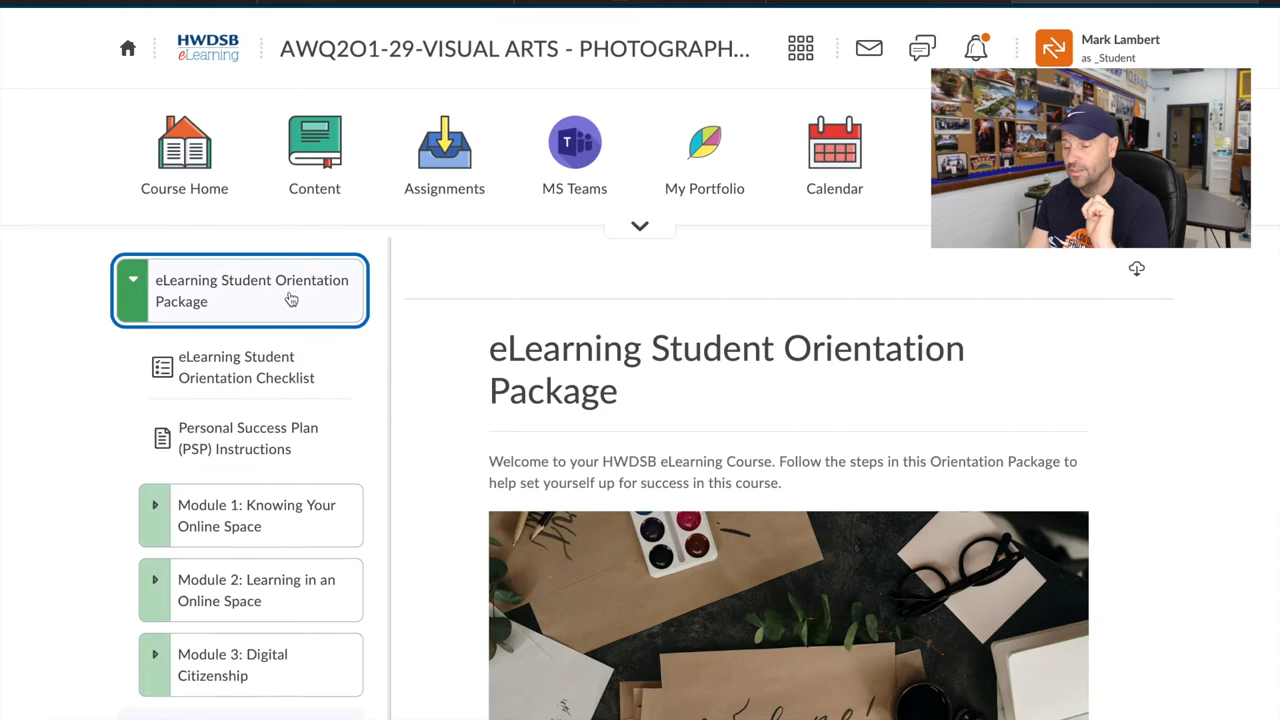 HWDSB
eLearning
AWQ2O1-29-VISUAL ARTS - PHOTOGRAPH...
Mark Lambert
as _Student
Course Home
Content
Assignments
T
MS Teams
My Portfolio
Calendar
eLearning Student Orientation
Package
eLearning Student
Orientation Checklist
Personal Success Plan
(PSP) Instructions
Module 1: Knowing Your
Online Space
Module 2: Learning in an
Online Space
Module 3: Digital
Citizenship
eLearning Student Orientation
Package
Welcome to your HWDSB eLearning Course. Follow the steps in this Orientation Package to
help set yourself up for success in this course.